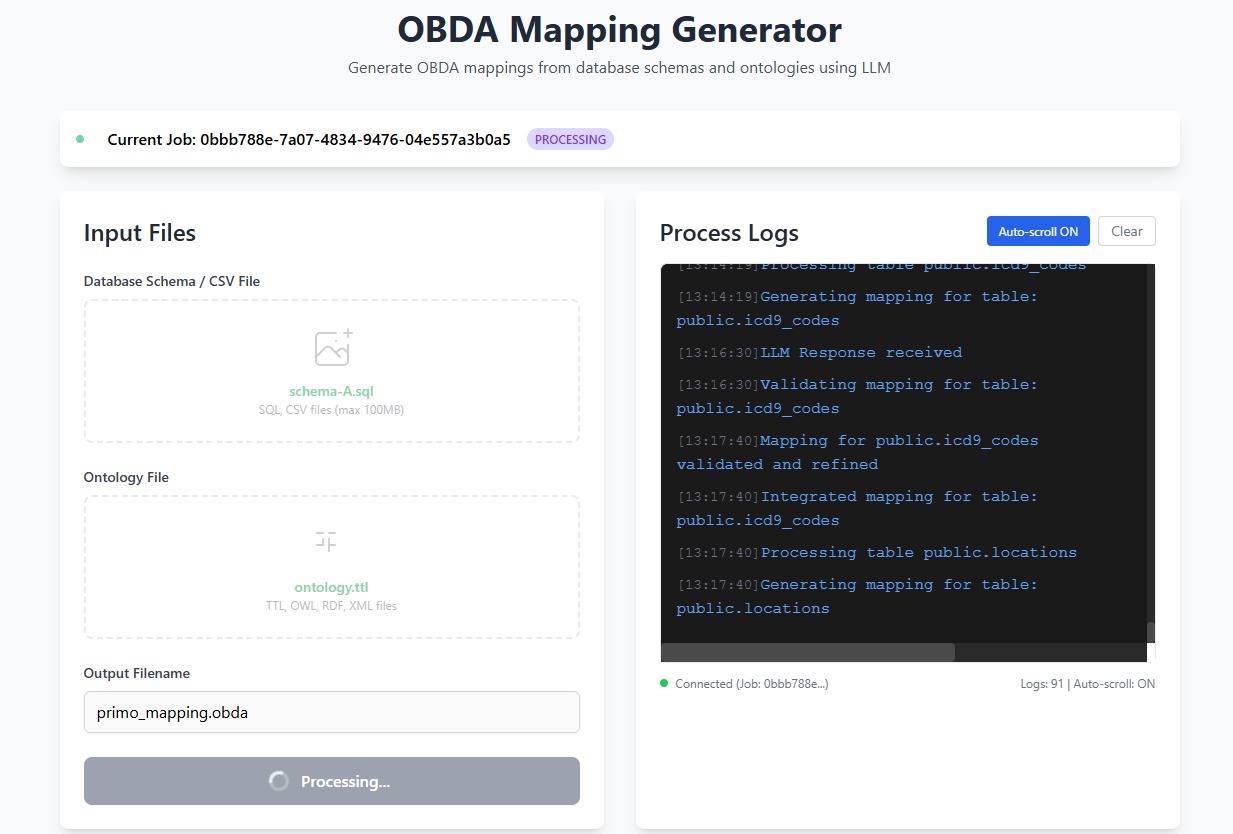 OBDA Mapping Generator
Generate OBDA mappings from database schemas and ontologies using LLM
Current Job: 0bbb788e-7a07-4834-9476-04e557a3b0a5 PROCESSING
Input Files
Database Schema / CSV File
schema-A.sql
SQL, CSV files (max 100MB)
Ontology File
ontology.ttl
TTL, OWL, RDF, XML files
Output Filename
primo_mapping.obda
Processing...
Process Logs
Auto-scroll ON
Clear
[13:14:19]Processing table public.icd9_codes
[13:14:19]Generating mapping for table:
public.icd9_codes
[13:16:30]LLM Response received
[13:16:30]Validating mapping for table:
public.icd9_codes
[13:17:40]Mapping for public.icd9_codes
validated and refined
[13:17:40]Integrated mapping for table:
public.icd9_codes
[13:17:40]Processing table public.locations
[13:17:40]Generating mapping for table:
public.locations
Connected (Job: 0bbb788e...)
Logs: 91 | Auto-scroll: ON